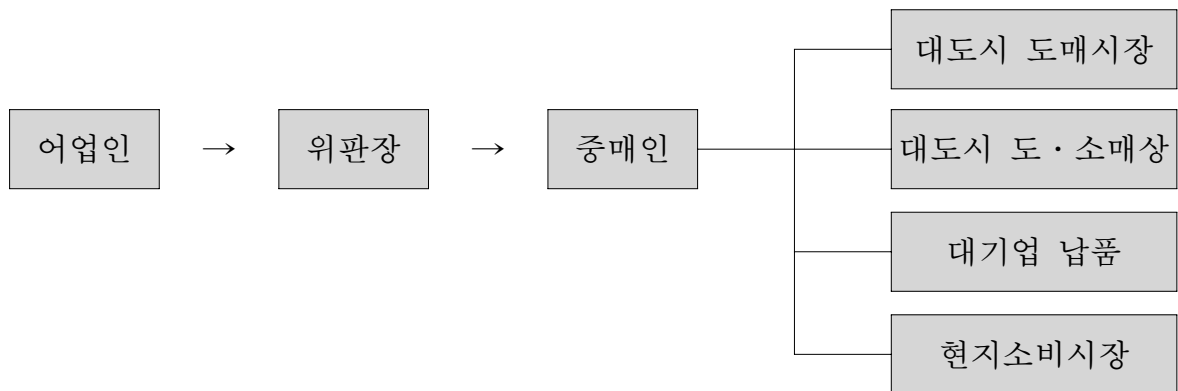 어업인 → 위판장 → 중매인
대도시 도매시장
대도시 도·소매상
대기업 납품
현지소비시장